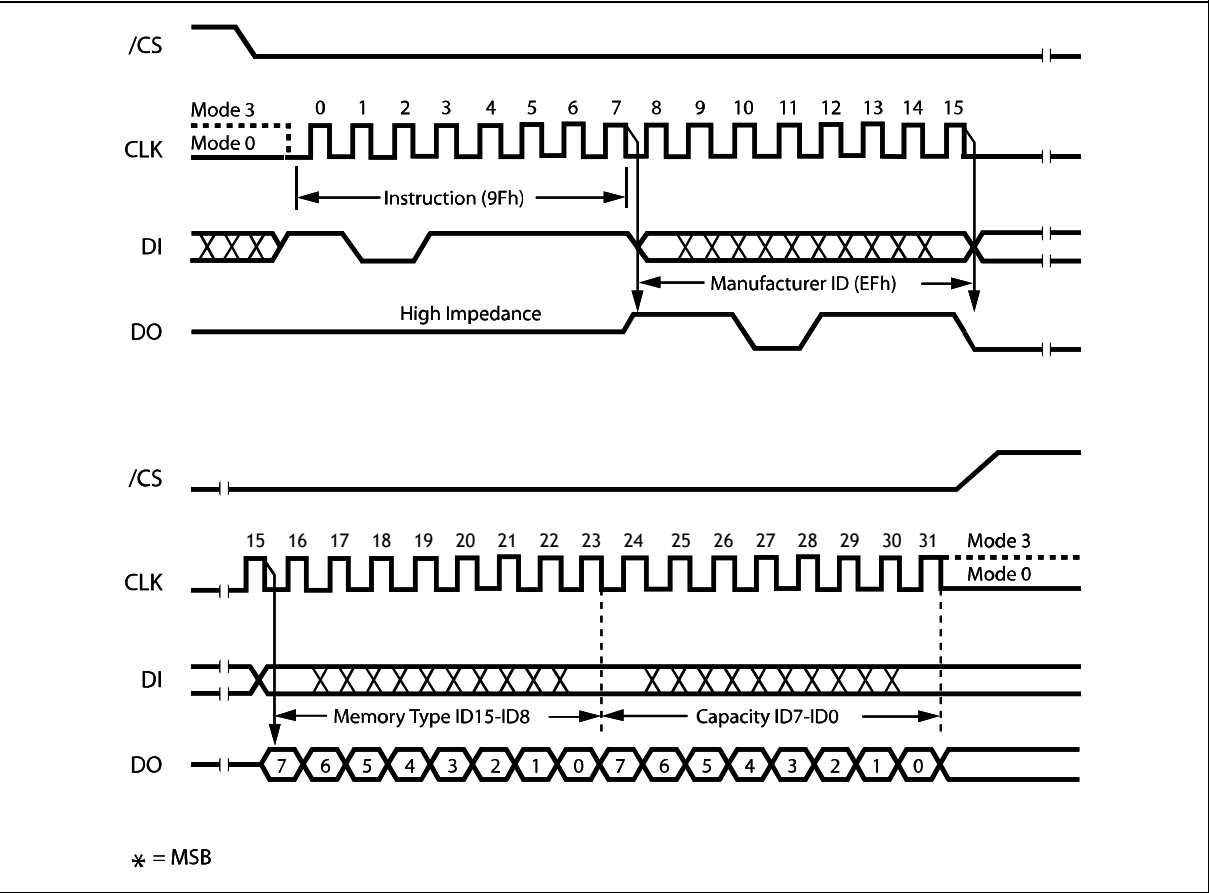 /CS
0 1 2 3 4 5 6 7 8 9 10 11 12 13 14 15
Mode 3
Mode 0
CLK
Instruction (9Fh)
DI
Manufacturer ID (EFh)
High Impedance
DO
/CS
15 16 17 18 19 20 21 22 23 24 25 26 27 28 29 30 31
Mode 3
Mode 0
CLK
DI
Memory Type ID15-ID8 Capacity ID7-ID0
DO 7 6 5 4 3 2 1 0 7 6 5 4 3 2 1 0
* = MSB